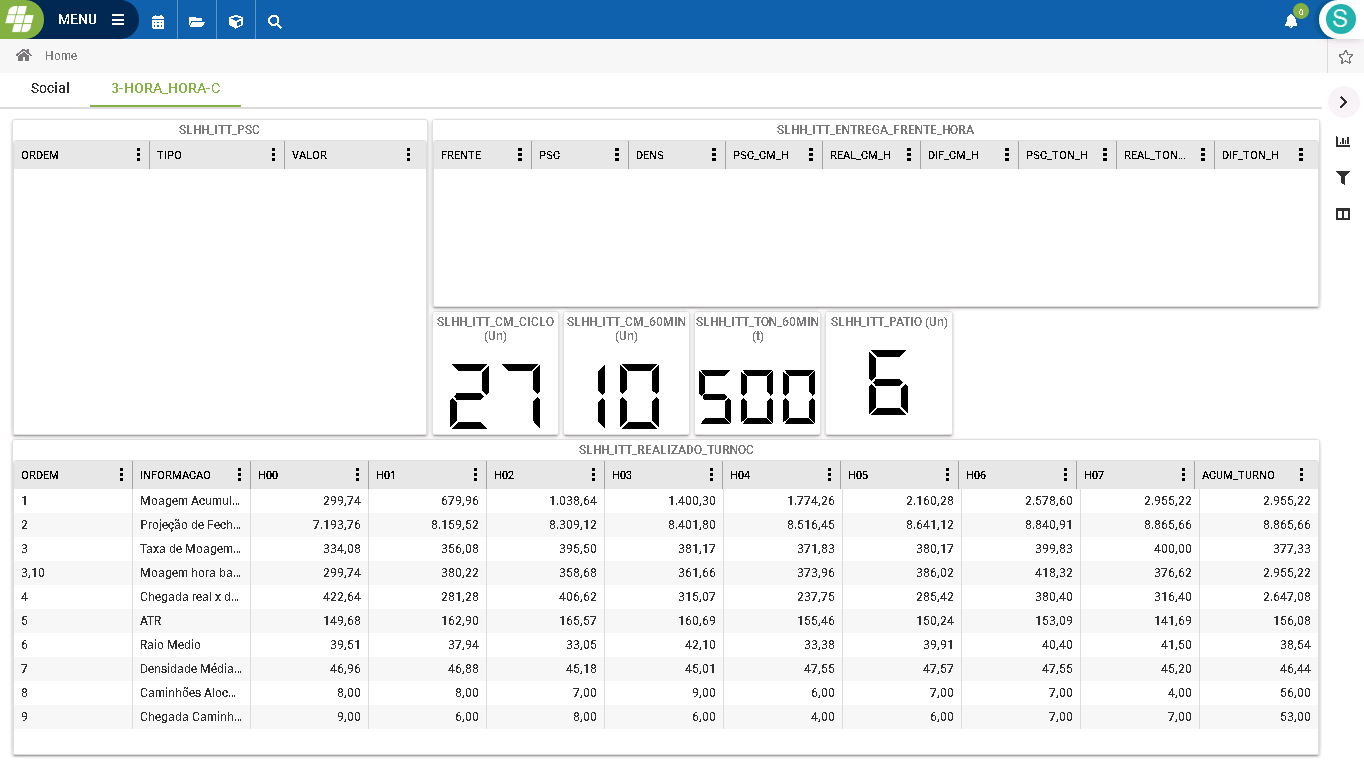 MENU
0
S
Home
Social 3-HORA_HORA-C
SLHH_ITT_PSC
ORDEM TIPO VALOR
SLHH_ITT_ENTREGA_FRENTE_HORA
FRENTE PSC DENS PSC_CM_H REAL_CM_H DIF_CM_H PSC_TON_H REAL_TON... DIF_TON_H
SLHH_ITT_CM_CICLO
(Un)
27
SLHH_ITT_CM_60MIN
(Un)
10
SLHH_ITT_TON_60MIN
(t)
500
SLHH_ITT_PATIO (Un)
6
SLHH_ITT_REALIZADO_TURNOC
ORDEM INFORMACAO H00 H01 H02 H03 H04 H05 H06 H07 ACUM_TURNO
1 Moagem Acumul... 299,74 679,96 1.038,64 1.400,30 1.774,26 2.160,28 2.578,60 2.955,22 2.955,22
2 Projeção de Fech... 7.193,76 8.159,52 8.309,12 8.401,80 8.516,45 8.641,12 8.840,91 8.865,66 8.865,66
3 Taxa de Moagem... 334,08 356,08 395,50 381,17 371,83 380,17 399,83 400,00 377,33
3,10 Moagem hora ba... 299,74 380,22 358,68 361,66 373,96 386,02 418,32 376,62 2.955,22
4 Chegada real x d... 422,64 281,28 406,62 315,07 237,75 285,42 380,40 316,40 2.647,08
5 ATR 149,68 162,90 165,57 160,69 155,46 150,24 153,09 141,69 156,08
6 Raio Medio 39,51 37,94 33,05 42,10 33,38 39,91 40,40 41,50 38,54
7 Densidade Média... 46,96 46,88 45,18 45,01 47,55 47,57 47,55 45,20 46,44
8 Caminhões Aloc... 8,00 8,00 7,00 9,00 6,00 7,00 7,00 4,00 56,00
9 Chegada Caminh... 9,00 6,00 8,00 6,00 4,00 6,00 7,00 7,00 53,00